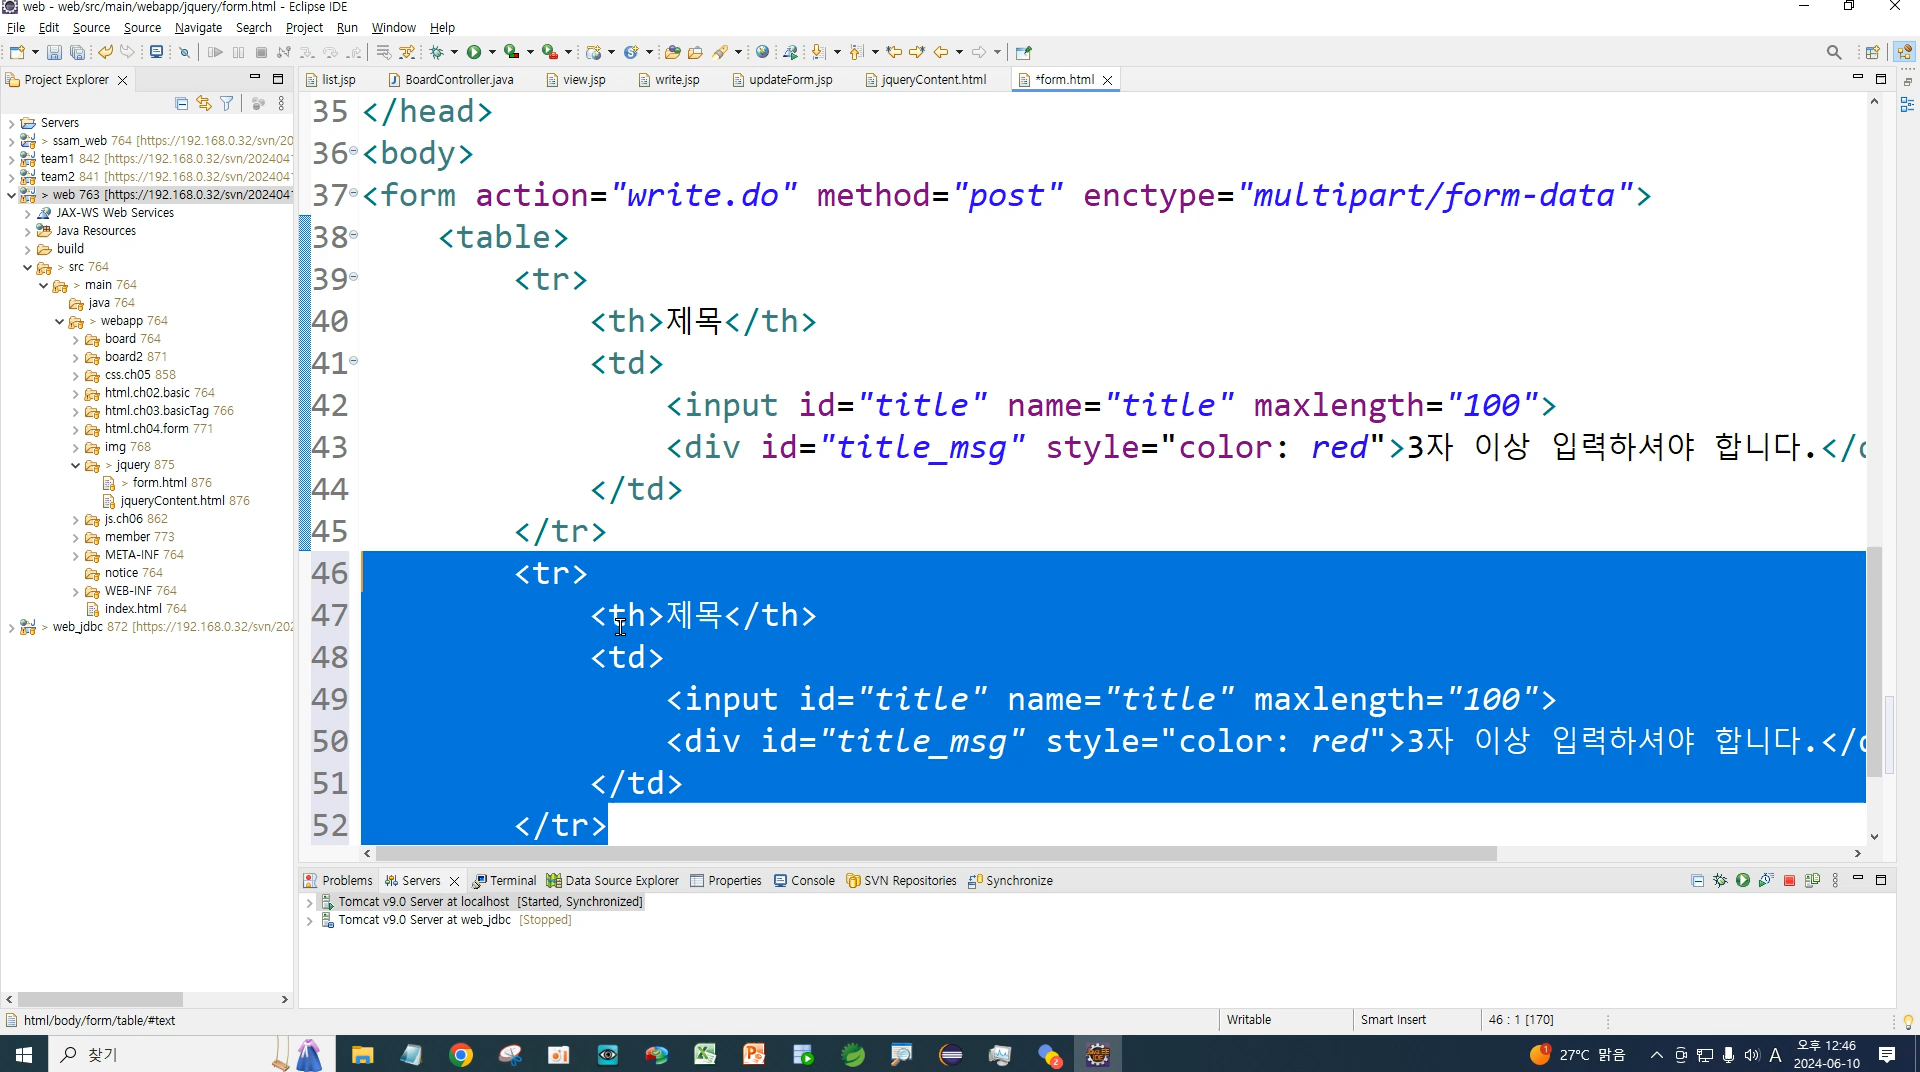 web - web/src/main/webapp/jquery/form.html - Eclipse IDE
File Edit Source Source Navigate Search Project Run Window Help
Project Explorer
list.jsp BoardController.java view.jsp write.jsp updateForm.jsp jqueryContent.html *form.html
Servers
> ssam_web 764 [https://192.168.0.32/svn/20
team1 842 [https://192.168.0.32/svn/202404
team2 841 [https://192.168.0.32/svn/202404
> web 763 [https://192.168.0.32/svn/202404
JAX-WS Web Services
Java Resources
build
> src 764
> main 764
java 764
> webapp 764
board 764
board2 871
css.ch05 858
html.ch02.basic 764
html.ch03.basicTag 766
html.ch04.form 771
img 768
> jquery 875
> form.html 876
jqueryContent.html 876
js.ch06 862
member 773
META-INF 764
notice 764
WEB-INF 764
index.html 764
> web_jdbc 872 [https://192.168.0.32/svn/202
35 </head>
36 <body>
37 <form action="write.do" method="post" enctype="multipart/form-data">
38 <table>
39 <tr>
40 <th>제목</th>
41 <td>
42 <input id="title" name="title" maxlength="100">
43 <div id="title_msg" style="color: red">3자 이상 입력하셔야 합니다.</
44 </td>
45 </tr>
46 <tr>
47 <th>제목</th>
48 <td>
49 <input id="title" name="title" maxlength="100">
50 <div id="title_msg" style="color: red">3자 이상 입력하셔야 합니다.</
51 </td>
52 </tr>
Problems Servers Terminal Data Source Explorer Properties Console SVN Repositories Synchronize
Tomcat v9.0 Server at localhost [Started, Synchronized]
Tomcat v9.0 Server at web_jdbc [Stopped]
html/body/form/table/#text
Writable
Smart Insert
46 : 1 [170]
찾기
27°C 맑음
A
오후 12:46
2024-06-10